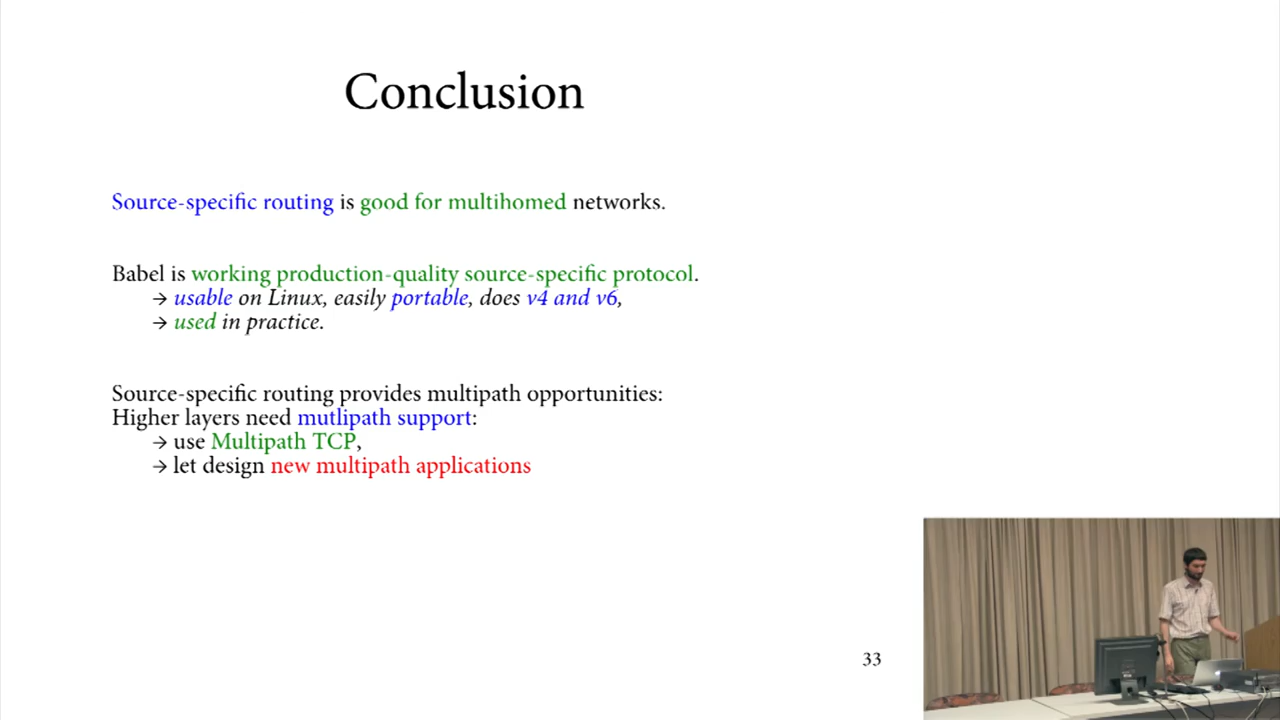 Conclusion
Source-specific routing is good for multihomed networks.
Babel is working production-quality source-specific protocol.
→ usable on Linux, easily portable, does v4 and v6,
→ used in practice.
Source-specific routing provides multipath opportunities:
Higher layers need mutlipath support:
→ use Multipath TCP,
→ let design new multipath applications
33